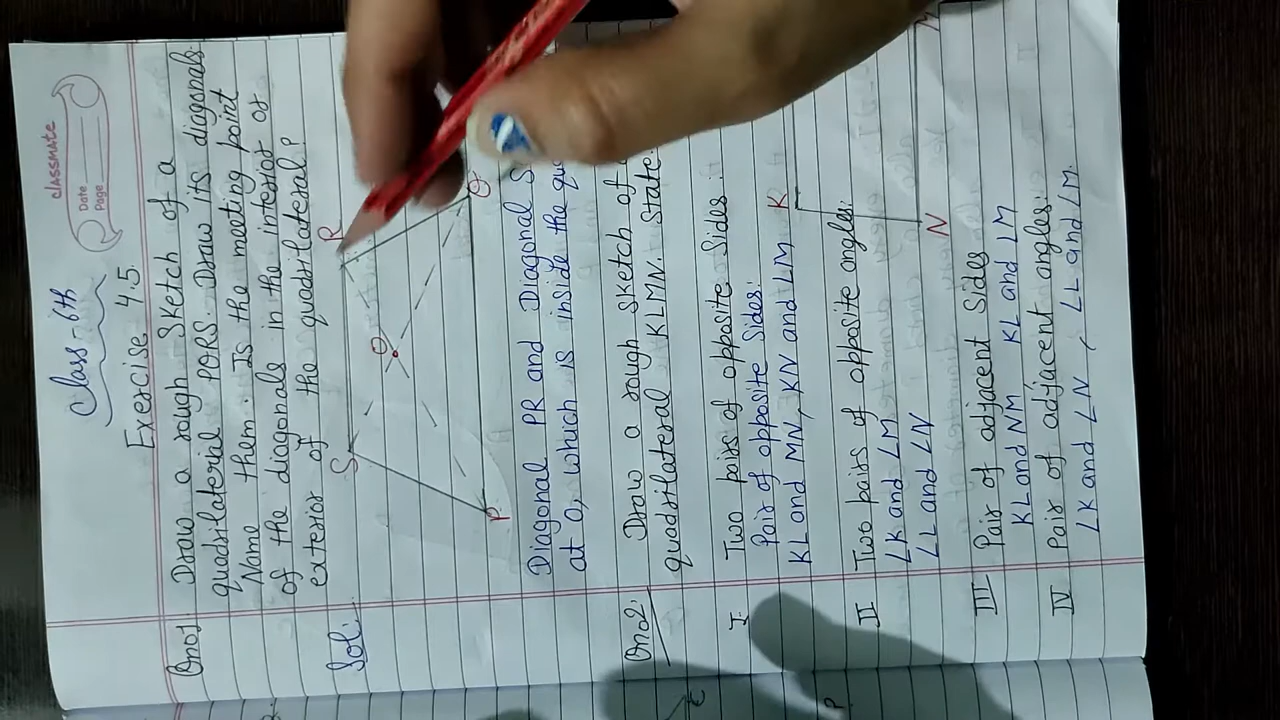 classmate
Date
Page
Class-6th
Exercise 4.5
Qno1. Draw a rough Sketch of a
quadrilateral PQRS. Draw its diagonals.
Name them. Is the meeting point
of the diagonals in the interior or
exterior of the quadrilateral?
Sol:
S R
O
P Q
Diagonal PR and Diagonal S
at O, which is inside the qu
Qno2. Draw a rough Sketch of
quadrilateral KLMN. State.
I. Two pairs of opposite Sides:
Pair of opposite Sides:
KL and MN, KN and LM
K
II Two pairs of opposite angles:
∠K and ∠M
∠L and ∠N
N M
III Pair of adjacent Sides
KL and NM KL and LM
IV Pair of adjacent angles:
∠K and ∠N, ∠L and ∠M.
P